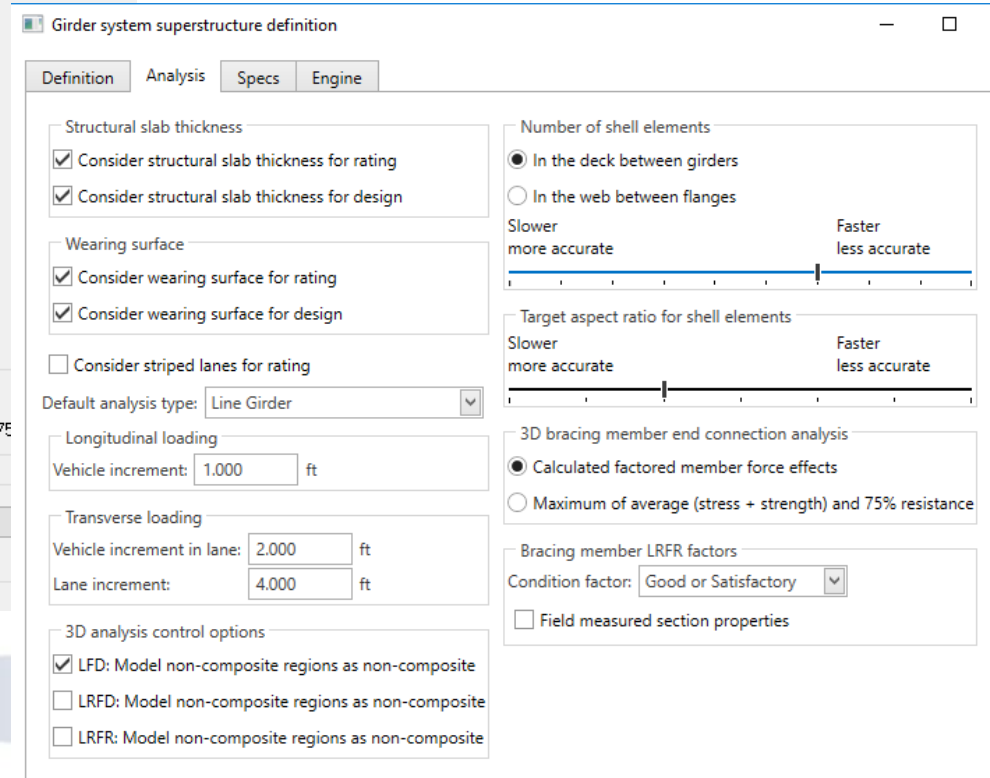 Girder system superstructure definition
Definition
Analysis
Specs
Engine
Structural slab thickness
Consider structural slab thickness for rating
Consider structural slab thickness for design
Wearing surface
Consider wearing surface for rating
Consider wearing surface for design
Consider striped lanes for rating
Default analysis type: Line Girder
Longitudinal loading
Vehicle increment: 1.000 ft
Transverse loading
Vehicle increment in lane: 2.000 ft
Lane increment: 4.000 ft
3D analysis control options
LFD: Model non-composite regions as non-composite
LRFD: Model non-composite regions as non-composite
LRFR: Model non-composite regions as non-composite
Number of shell elements
In the deck between girders
In the web between flanges
Slower Faster
more accurate less accurate
Target aspect ratio for shell elements
Slower Faster
more accurate less accurate
3D bracing member end connection analysis
Calculated factored member force effects
Maximum of average (stress + strength) and 75% resistance
Bracing member LRFR factors
Condition factor: Good or Satisfactory
Field measured section properties